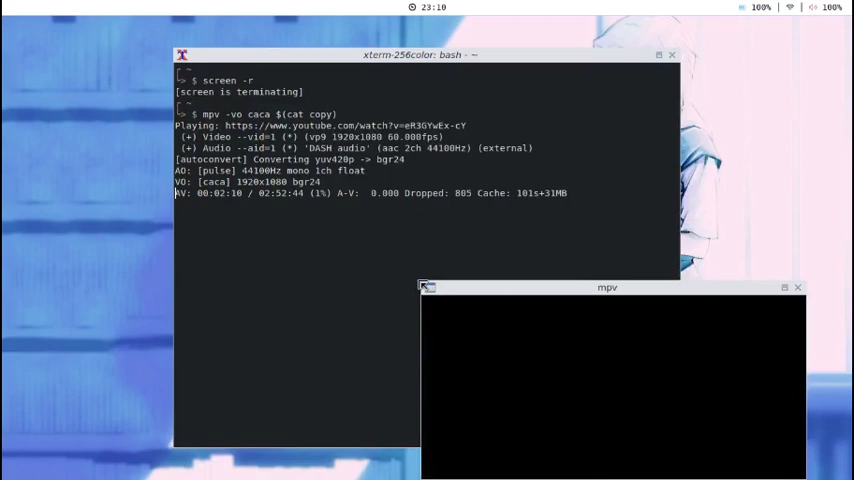 23:10
100%
100%
xterm-256color: bash - ~
~
$ screen -r
[screen is terminating]
~
$ mpv -vo caca $(cat copy)
Playing: https://www.youtube.com/watch?v=eR3GYwEx-cY
(+) Video --vid=1 (*) (vp9 1920x1080 60.000fps)
(+) Audio --aid=1 (*) 'DASH audio' (aac 2ch 44100Hz) (external)
[autoconvert] Converting yuv420p -> bgr24
AO: [pulse] 44100Hz mono 1ch float
VO: [caca] 1920x1080 bgr24
AV: 00:02:10 / 02:52:44 (1%) A-V:  0.000 Dropped: 805 Cache: 101s+31MB
mpv